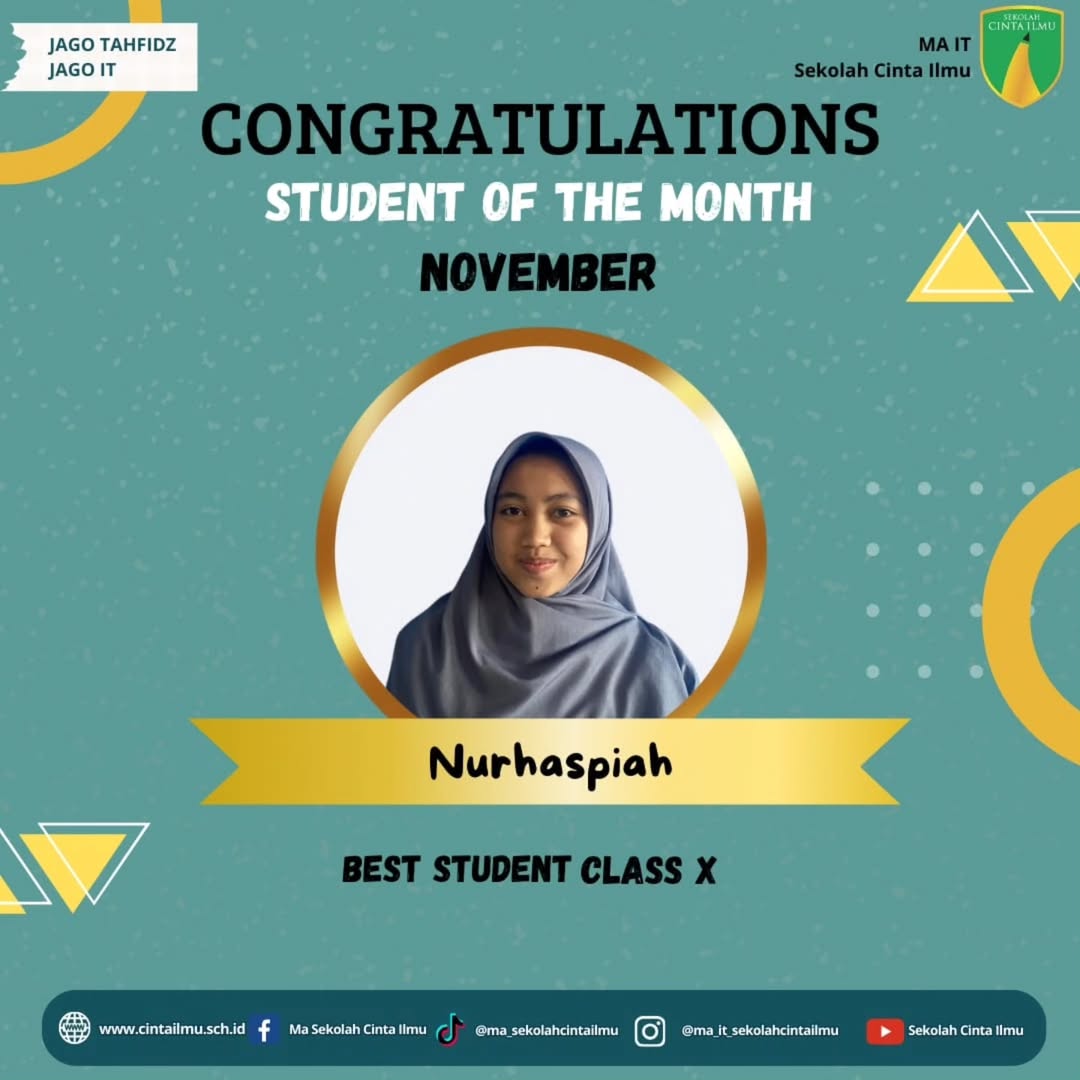 JAGO TAHFIDZ
JAGO IT
MA IT
Sekolah Cinta Ilmu
SEKOLAH
CINTA ILMU
CONGRATULATIONS
STUDENT OF THE MONTH
NOVEMBER
Nurhaspiah
BEST STUDENT CLASS X
www.cintailmu.sch.id Ma Sekolah Cinta Ilmu @ma_sekolahcintailmu @ma_it_sekolahcintailmu Sekolah Cinta Ilmu